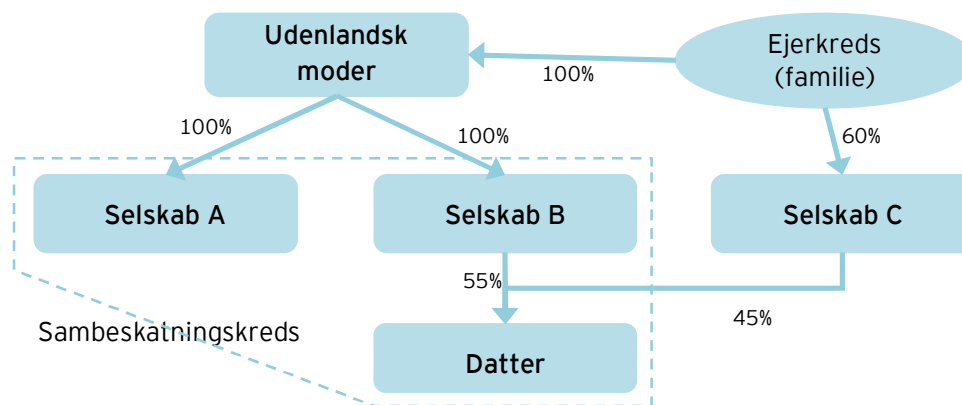 Udenlandsk
moder
Ejerkreds
(familie)
100%
100%
100%
60%
Selskab A
Selskab B
Selskab C
55%
45%
Sambeskatningskreds
Datter